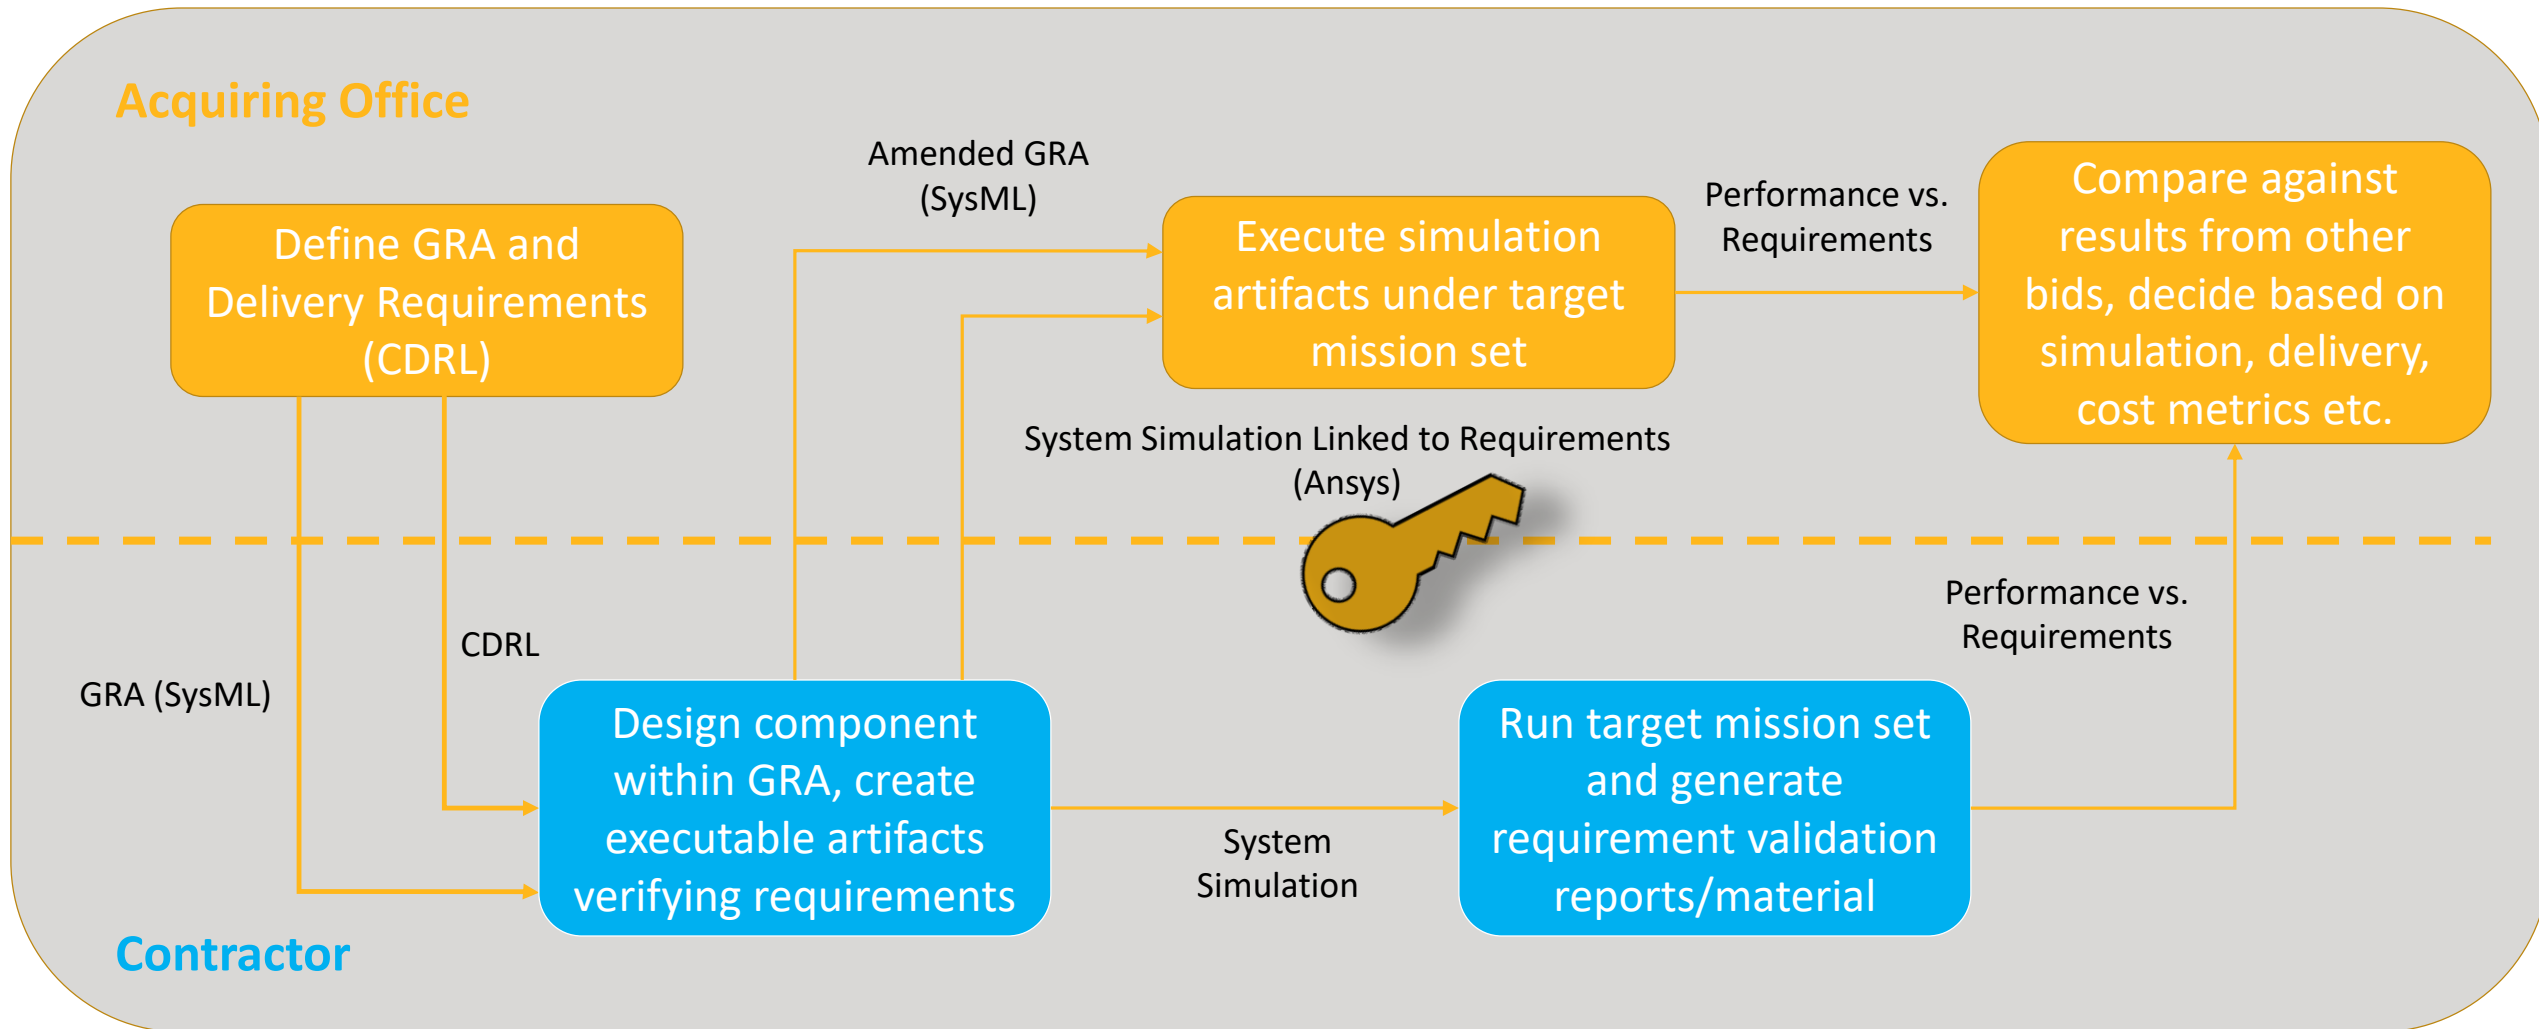 Acquiring Office
Define GRA and
Delivery Requirements
(CDRL)
Amended GRA
(SysML)
Execute simulation
artifacts under target
mission set
Performance vs.
Requirements
Compare against
results from other
bids, decide based on
simulation, delivery,
cost metrics etc.
System Simulation Linked to Requirements
(Ansys)
GRA (SysML)
CDRL
Design component
within GRA, create
executable artifacts
verifying requirements
System
Simulation
Run target mission set
and generate
requirement validation
reports/material
Performance vs.
Requirements
Contractor